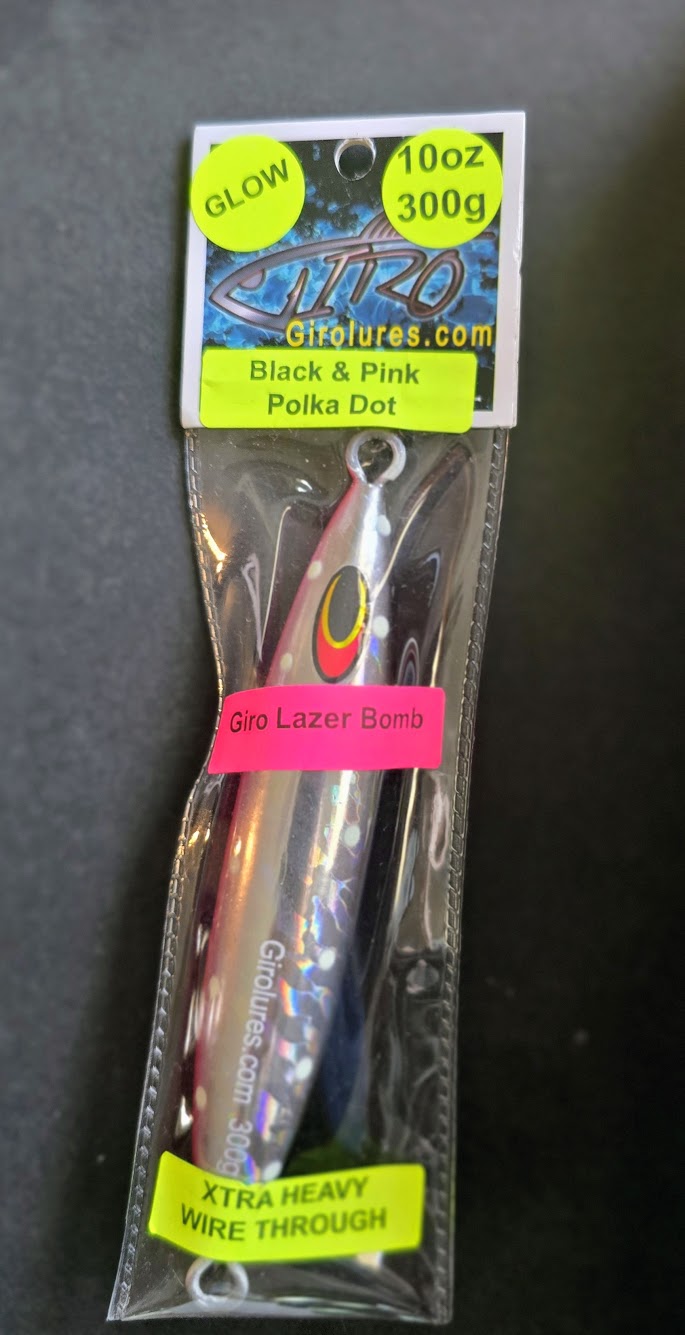 GLOW
10oz
300g
GIRO
Girolures.com
Black & Pink
Polka Dot
Giro Lazer Bomb
Girolures.com 300g
XTRA HEAVY
WIRE THROUGH